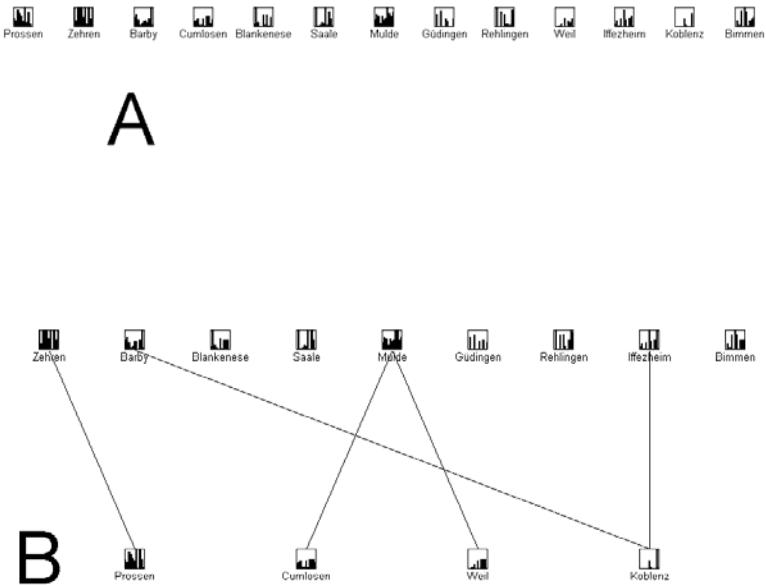 Prossen Zehren Barby Cumlosen Blankenese Saale Mulde Güdingen Rehlingen Weil Iffezheim Koblenz Bimmen
A
Zehren Barby Blankenese Saale Mulde Güdingen Rehlingen Iffezheim Bimmen
B
Prossen Cumlosen Weil Koblenz